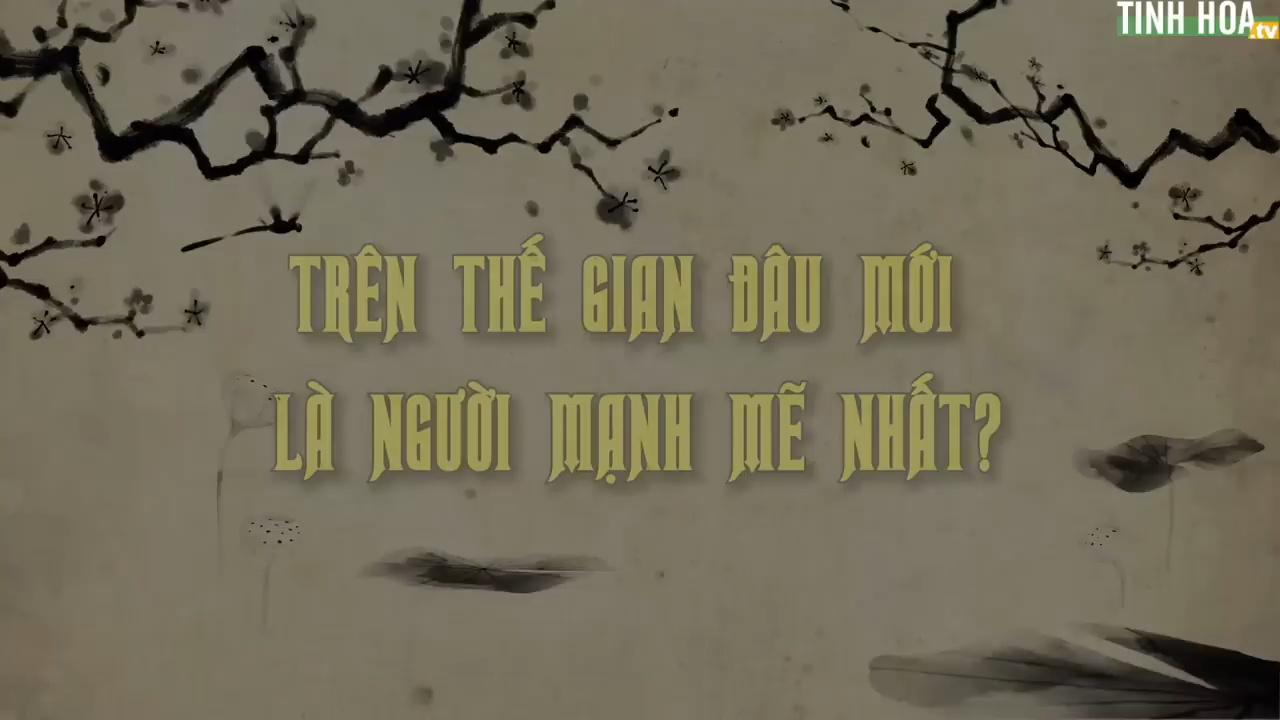 TINH HOA.tv
TRÊN THẾ GIAN ĐÂU MỚI
LÀ NGƯỜI MẠNH MẼ NHẤT?